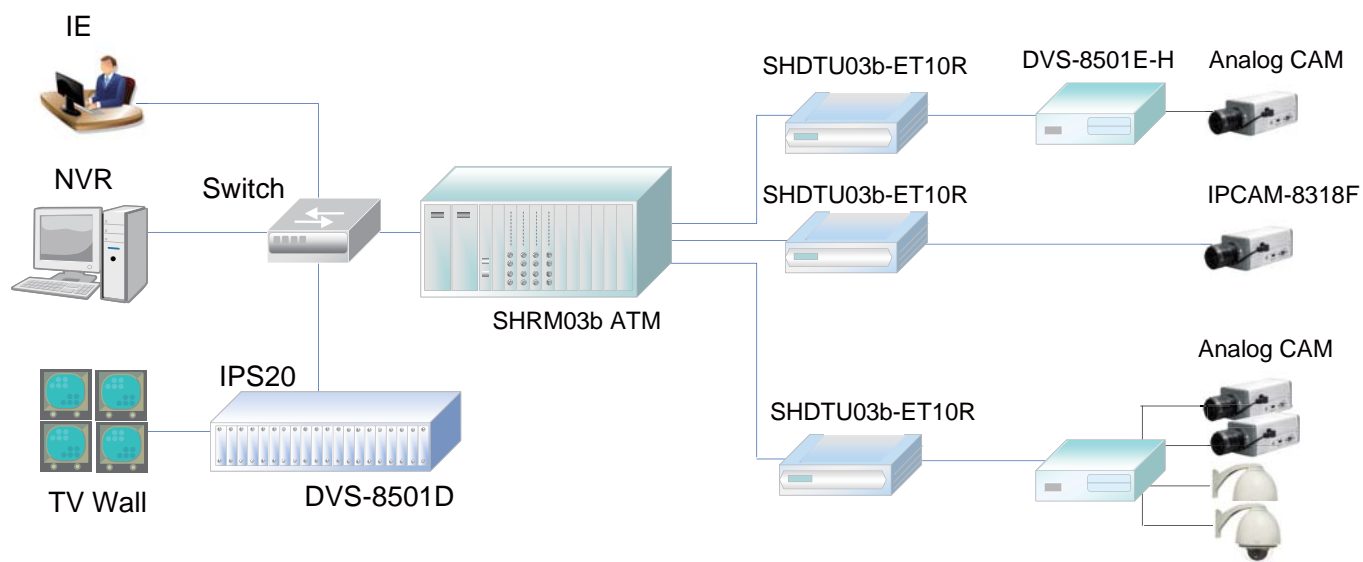 IE
NVR
Switch
SHRM03b ATM
IPS20
DVS-8501D
TV Wall
SHDTU03b-ET10R
DVS-8501E-H
Analog CAM
SHDTU03b-ET10R
IPCAM-8318F
Analog CAM
SHDTU03b-ET10R